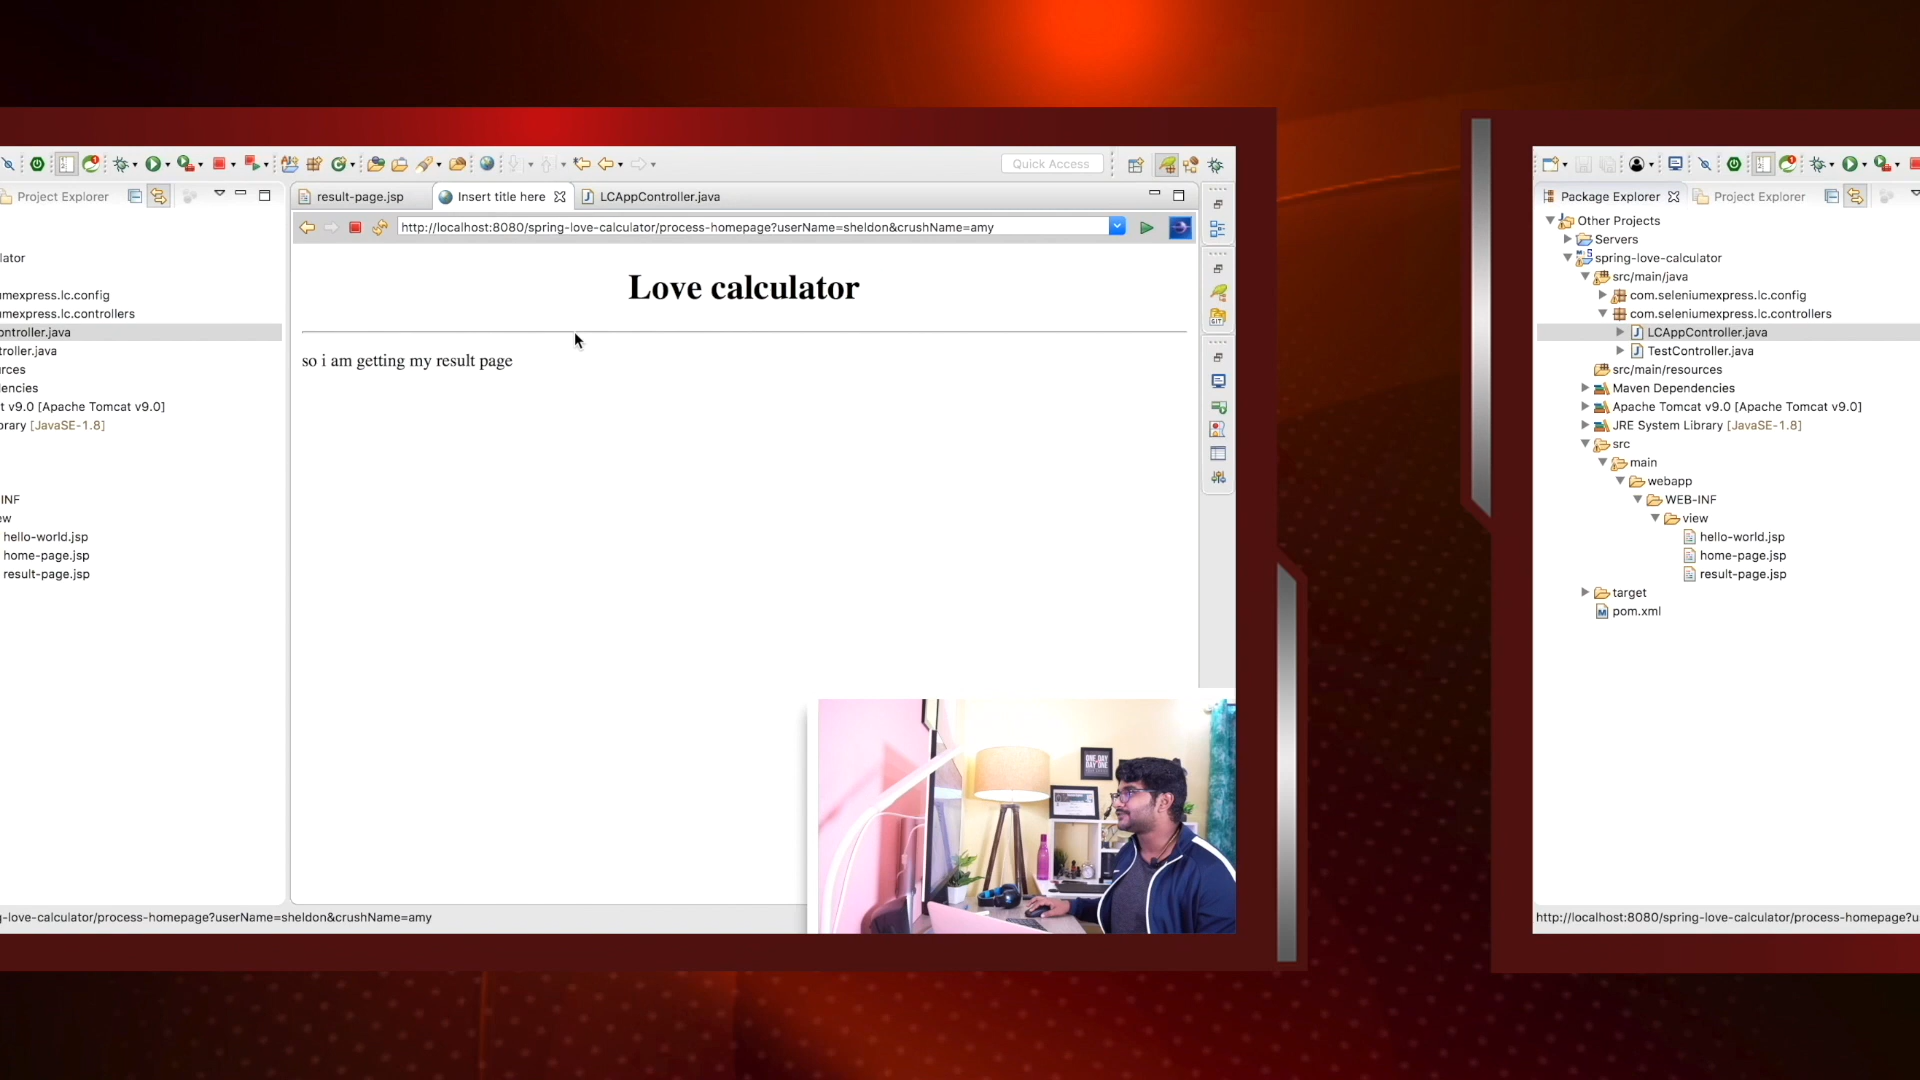 Quick Access
Project Explorer
result-page.jsp
Insert title here
LCAppController.java
http://localhost:8080/spring-love-calculator/process-homepage?userName=sheldon&crushName=amy
lator
mexpress.lc.config
mexpress.lc.controllers
ontroller.java
roller.java
rces
encies
t v9.0 [Apache Tomcat v9.0]
rary [JavaSE-1.8]
INF
ew
hello-world.jsp
home-page.jsp
result-page.jsp
Love calculator
so i am getting my result page
GIT
ONE DAY
DAY ONE
-love-calculator/process-homepage?userName=sheldon&crushName=amy
Package Explorer
Project Explorer
Other Projects
Servers
spring-love-calculator
src/main/java
com.seleniumexpress.lc.config
com.seleniumexpress.lc.controllers
LCAppController.java
TestController.java
src/main/resources
Maven Dependencies
Apache Tomcat v9.0 [Apache Tomcat v9.0]
JRE System Library [JavaSE-1.8]
src
main
webapp
WEB-INF
view
hello-world.jsp
home-page.jsp
result-page.jsp
target
pom.xml
http://localhost:8080/spring-love-calculator/process-homepage?u